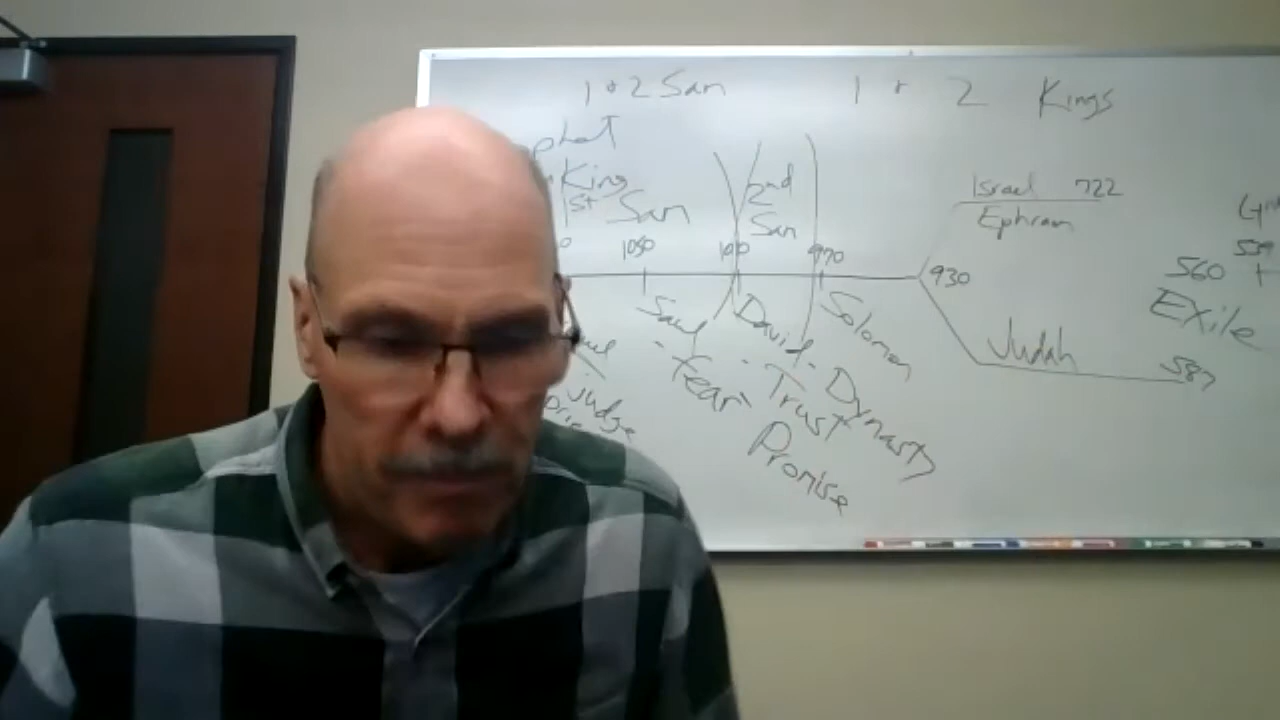 1 + 2 Sam
1 + 2 Kings
King
1st Sam
2nd
Sam
Israel 722
Ephraim
1050
1010
970
930
560
Exile
Saul
David
Solomon
Judah
587
- Fear
- Trust
- Dynasty
Promise
Judge